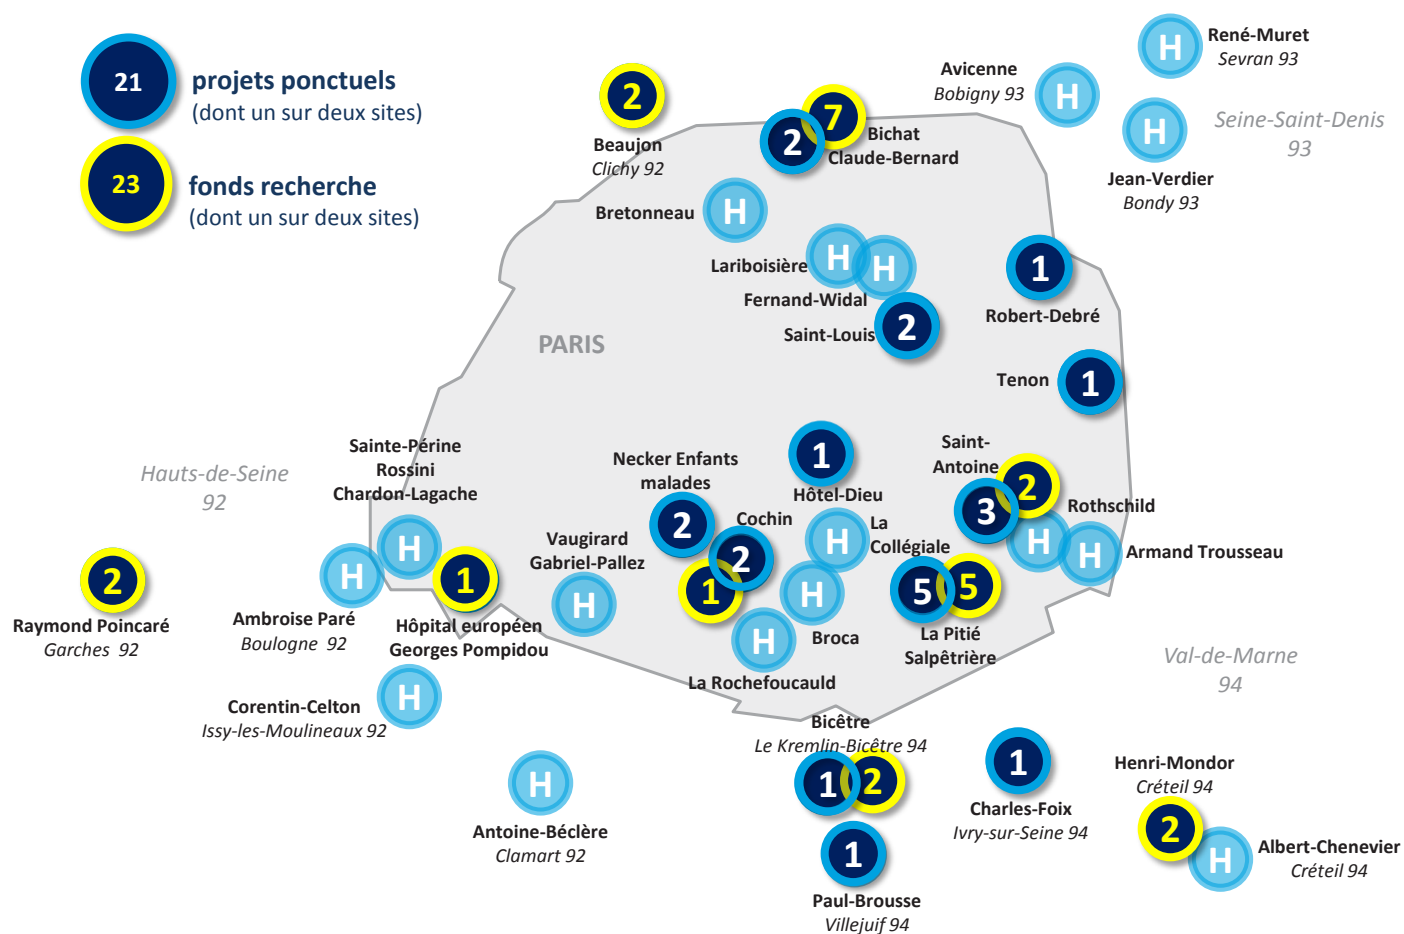 21
projets ponctuels
(dont un sur deux sites)
23
fonds recherche
(dont un sur deux sites)
2
Beaujon
Clichy 92
7
2
Bichat
Claude-Bernard
H
Avicenne
Bobigny 93
H
René-Muret
Sevran 93
H
Jean-Verdier
Bondy 93
Seine-Saint-Denis
93
Bretonneau
H
Lariboisière
H
H
Fernand-Widal
Saint-Louis
2
1
Robert-Debré
PARIS
Tenon
1
Hauts-de-Seine
92
Sainte-Périne
Rossini
Chardon-Lagache
H
Necker Enfants
malades
2
1
Hôtel-Dieu
Saint-
Antoine
3
2
Rothschild
H
H
Armand Trousseau
Cochin
2
1
La
Collégiale
H
Vaugirard
Gabriel-Pallez
H
2
Raymond Poincaré
Garches 92
H
Ambroise Paré
Boulogne 92
1
Hôpital européen
Georges Pompidou
H
Broca
5
5
La Pitié
Salpêtrière
H
La Rochefoucauld
Val-de-Marne
94
H
Corentin-Celton
Issy-les-Moulineaux 92
H
Antoine-Béclère
Clamart 92
Bicêtre
Le Kremlin-Bicêtre 94
1
2
1
Paul-Brousse
Villejuif 94
1
Charles-Foix
Ivry-sur-Seine 94
Henri-Mondor
Créteil 94
2
H
Albert-Chenevier
Créteil 94